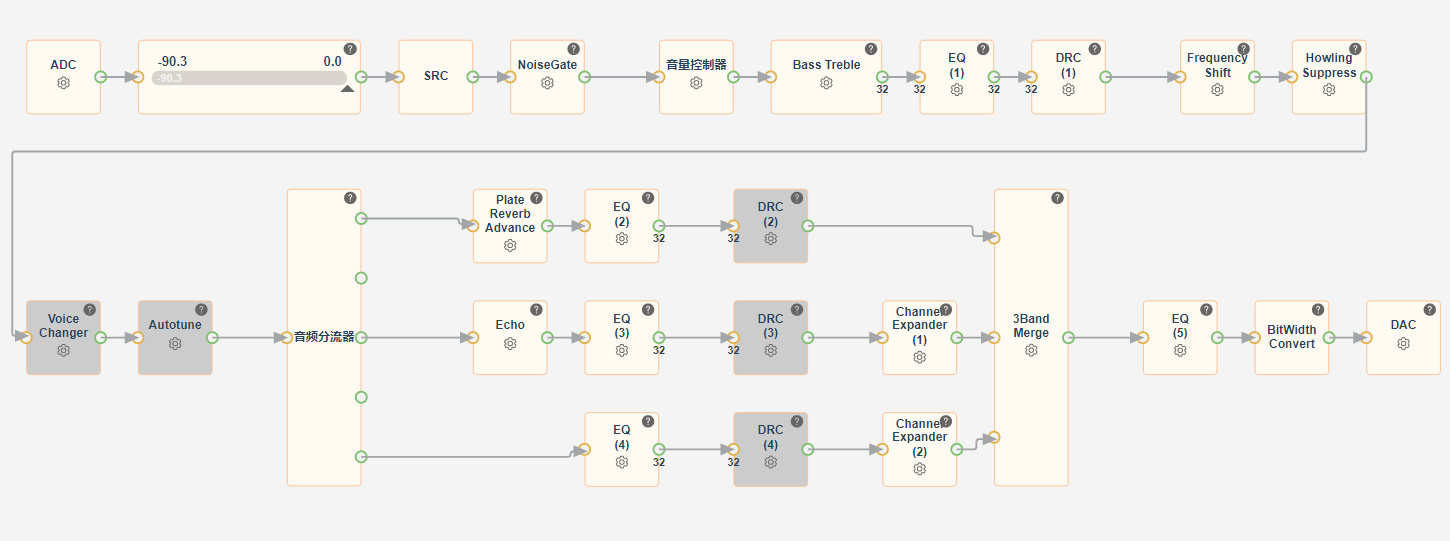 ADC
-90.3 0.0
-90.3
SRC
NoiseGate
音量控制器
Bass Treble
32
32
EQ
(1)
32
32
DRC
(1)
Frequency
Shift
Howling
Suppress
Voice
Changer
Autotune
音频分流器
Plate
Reverb
Advance
EQ
(2)
32
32
DRC
(2)
Echo
EQ
(3)
32
32
DRC
(3)
Channel
Expander
(1)
EQ
(4)
32
32
DRC
(4)
Channel
Expander
(2)
3Band
Merge
EQ
(5)
BitWidth
Convert
DAC